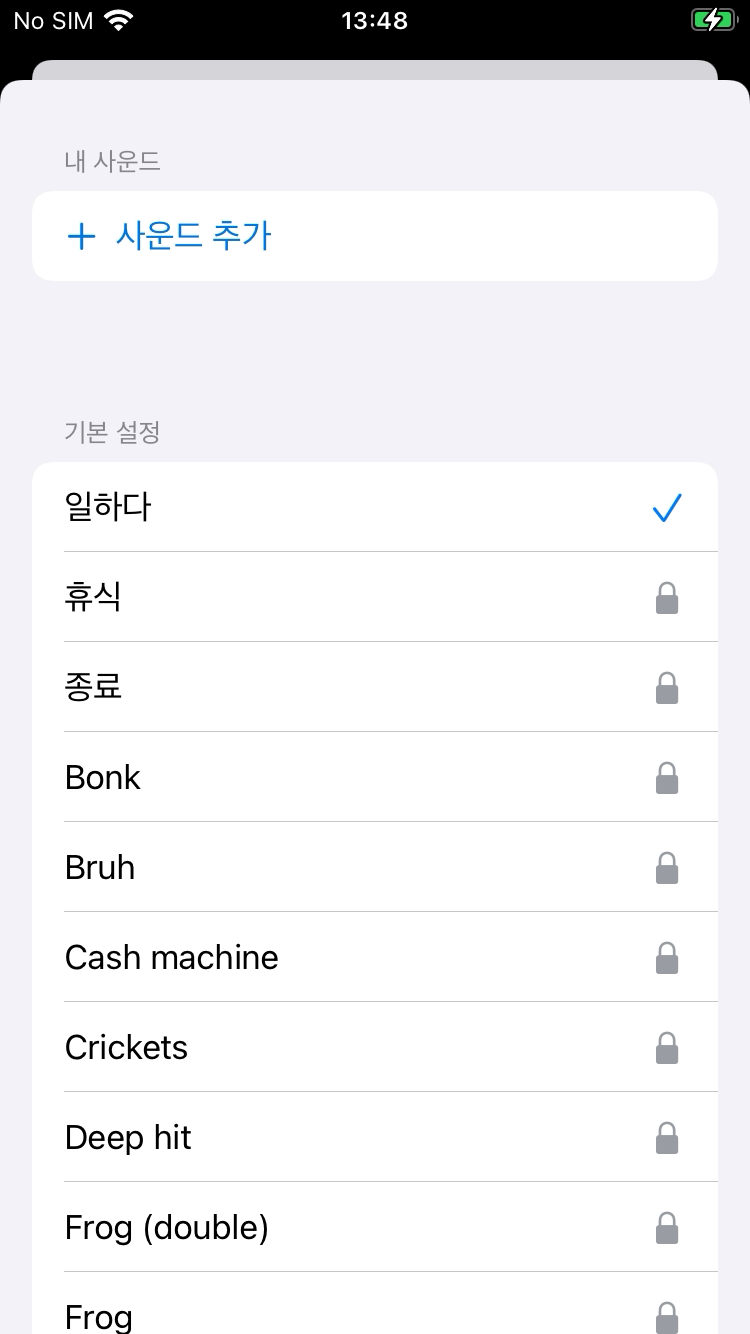 No SIM 13:48
내 사운드
+ 사운드 추가
기본 설정
일하다
휴식
종료
Bonk
Bruh
Cash machine
Crickets
Deep hit
Frog (double)
Frog